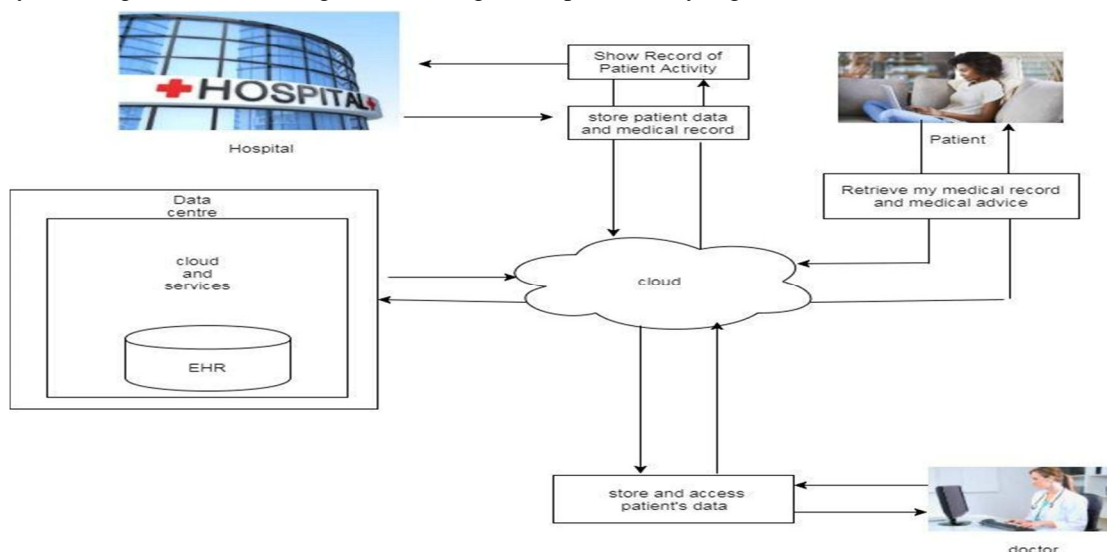 Show Record of
Patient Activity
HOSPITAL
store patient data
and medical record
Hospital
Patient
Retrieve my medical record
and medical advice
Data
centre
cloud
and
services
cloud
EHR
store and access
patient's data
doctor